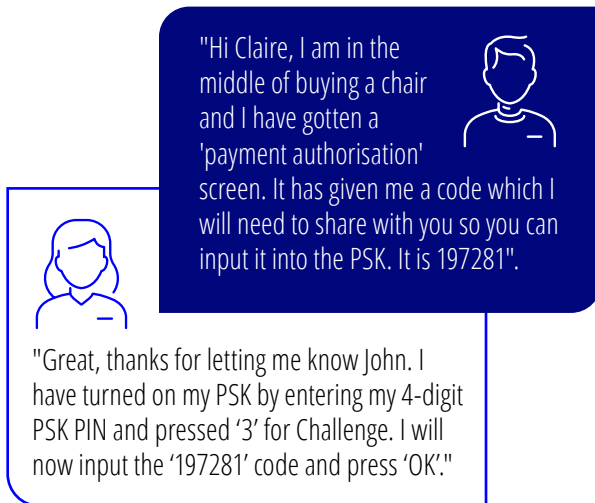 "Hi Claire, I am in the
middle of buying a chair
and I have gotten a
'payment authorisation'
screen. It has given me a code which I
will need to share with you so you can
input it into the PSK. It is 197281".
"Great, thanks for letting me know John. I
have turned on my PSK by entering my 4-digit
PSK PIN and pressed ‘3’ for Challenge. I will
now input the ‘197281’ code and press ‘OK’."